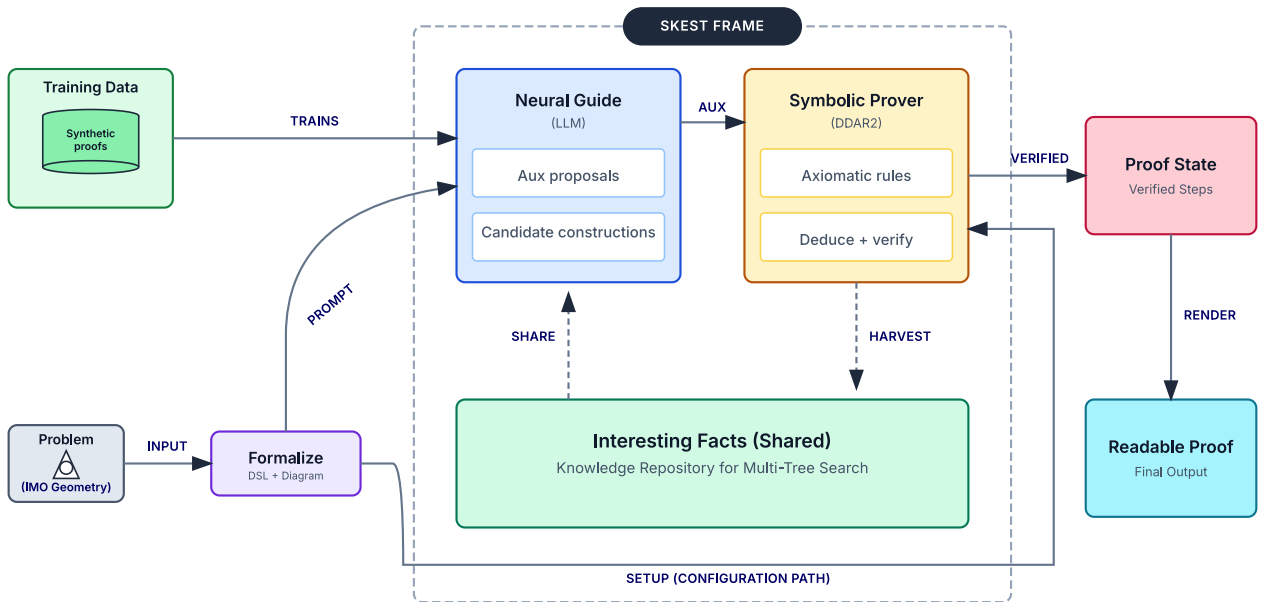 SKEST FRAME
Training Data
Synthetic
proofs
TRAINS
Neural Guide
(LLM)
Aux proposals
Candidate constructions
AUX
Symbolic Prover
(DDAR2)
Axiomatic rules
Deduce + verify
VERIFIED
Proof State
Verified Steps
PROMPT
SHARE
HARVEST
RENDER
Problem
(IMO Geometry)
INPUT
Formalize
DSL + Diagram
Interesting Facts (Shared)
Knowledge Repository for Multi-Tree Search
Readable Proof
Final Output
SETUP (CONFIGURATION PATH)